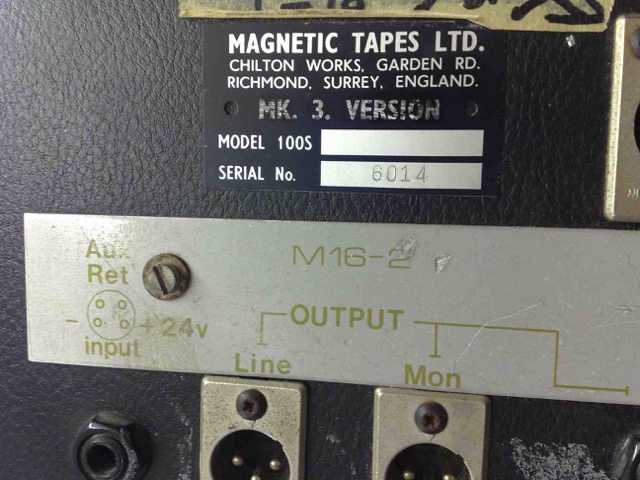 MAGNETIC TAPES LTD.
CHILTON WORKS, GARDEN RD.
RICHMOND, SURREY, ENGLAND.
MK. 3. VERSION
MODEL 100S
SERIAL No. 6014
M16-2
Aux
Ret
- + 24v
input
OUTPUT
Line
Mon